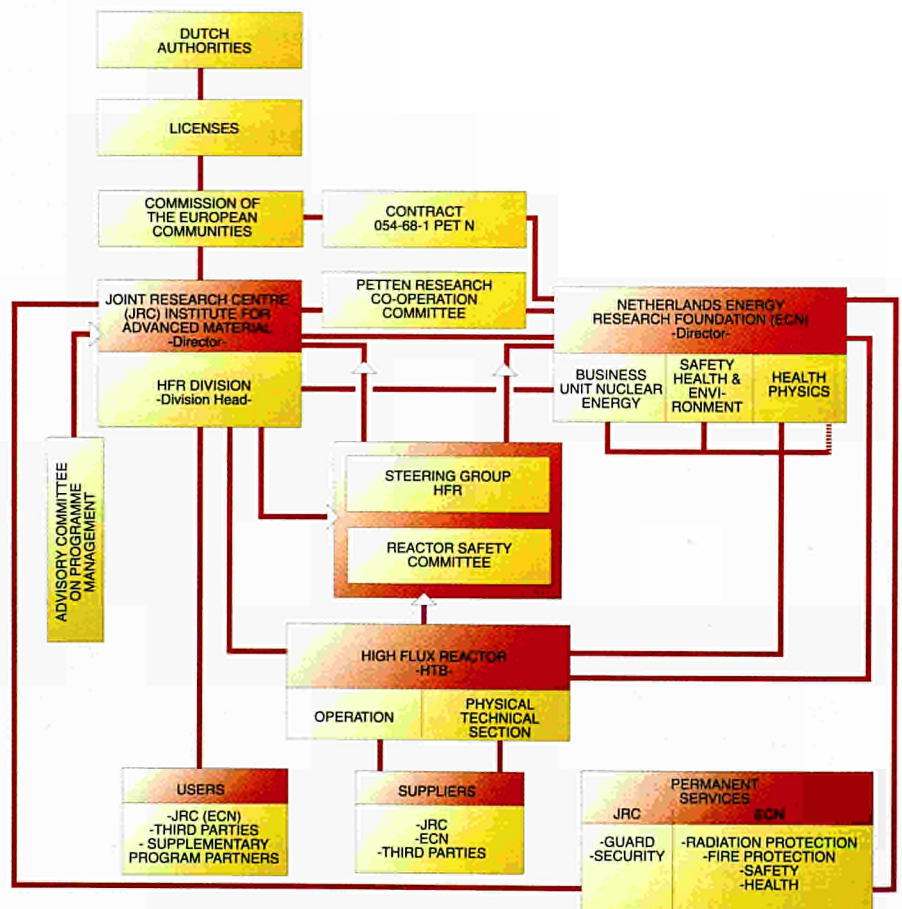 DUTCH
AUTHORITIES
LICENSES
COMMISSION OF
THE EUROPEAN
COMMUNITIES
CONTRACT
054-68-1 PET N
PETTEN RESEARCH
CO-OPERATION
COMMITTEE
JOINT RESEARCH CENTRE
(JRC) INSTITUTE FOR
ADVANCED MATERIAL
-Director-
HFR DIVISION
-Division Head-
NETHERLANDS ENERGY
RESEARCH FOUNDATION (ECN)
-Director-
BUSINESS
UNIT NUCLEAR
ENERGY
SAFETY
HEALTH &
ENVI-
RONMENT
HEALTH
PHYSICS
ADVISORY COMMITTEE
ON PROGRAMME
MANAGEMENT
STEERING GROUP
HFR
REACTOR SAFETY
COMMITTEE
HIGH FLUX REACTOR
-HTB-
OPERATION
PHYSICAL
TECHNICAL
SECTION
USERS
-JRC (ECN)
-THIRD PARTIES
- SUPPLEMENTARY
PROGRAM PARTNERS
SUPPLIERS
-JRC
-ECN
-THIRD PARTIES
PERMANENT
SERVICES
JRC
-GUARD
-SECURITY
ECN
-RADIATION PROTECTION
-FIRE PROTECTION
-SAFETY
-HEALTH